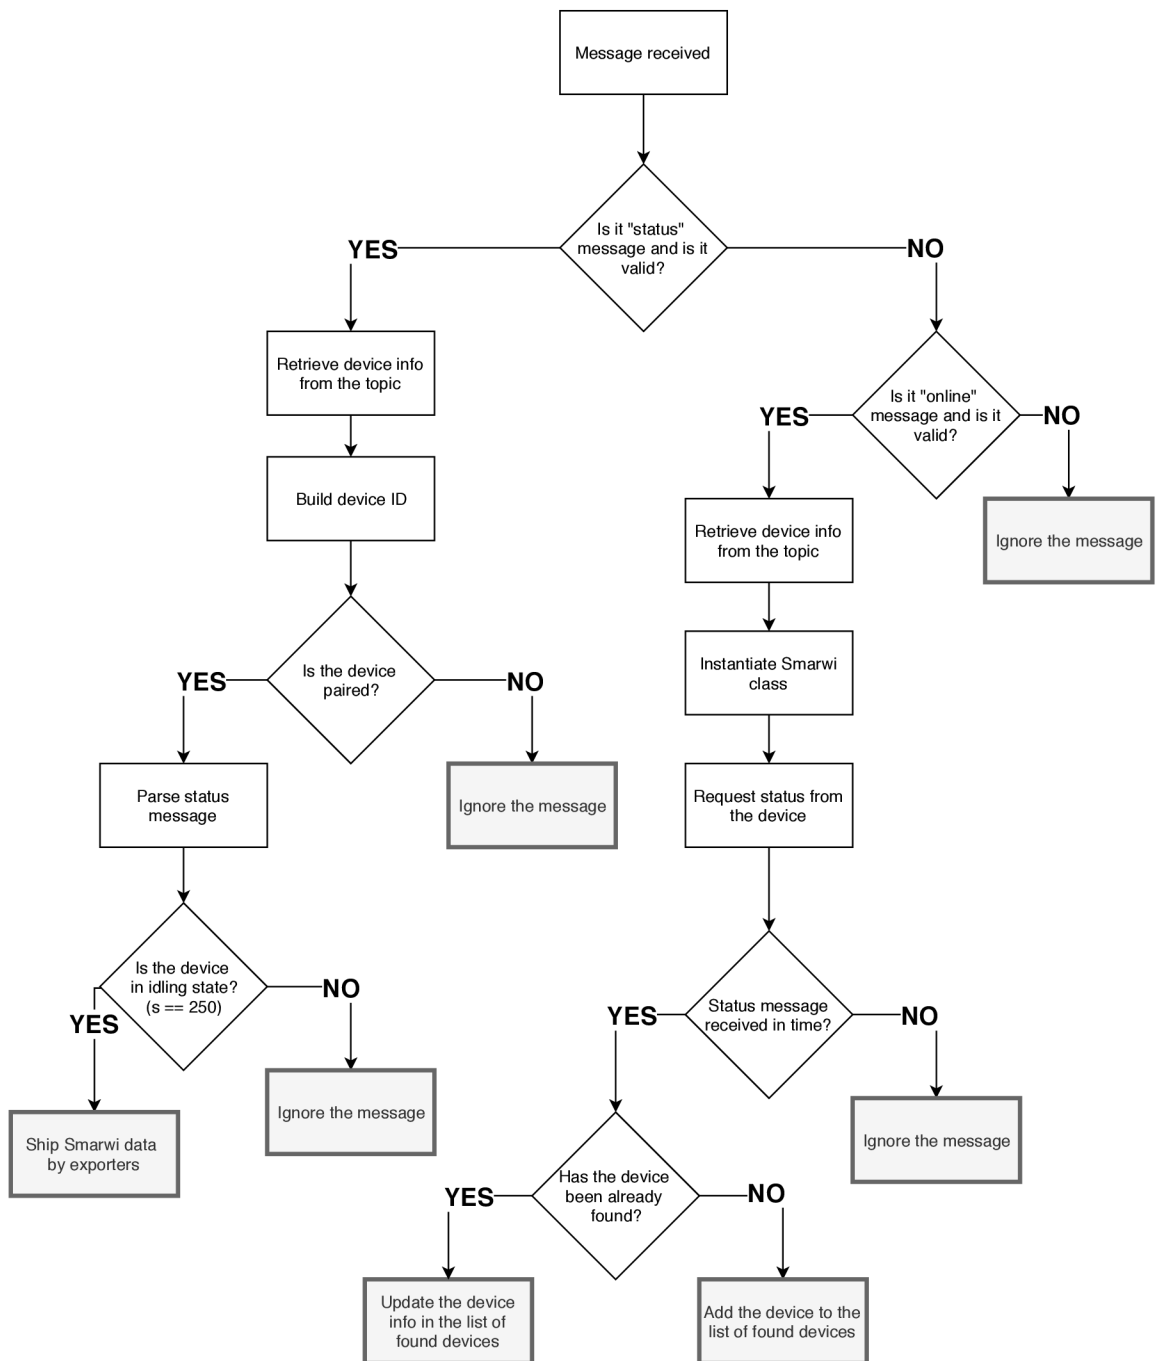 Message received
Is it "status"
message and is it
valid?
YES
NO
Retrieve device info
from the topic
Is it "online"
message and is it
valid?
YES
NO
Build device ID
Retrieve device info
from the topic
Ignore the message
Is the device
paired?
YES
NO
Instantiate Smarwi
class
Parse status
message
Ignore the message
Request status from
the device
Is the device
in idling state?
(s == 250)
YES
NO
Status message
received in time?
YES
NO
Ship Smarwi data
by exporters
Ignore the message
Ignore the message
Has the device
been already
found?
YES
NO
Update the device
info in the list of
found devices
Add the device to the
list of found devices